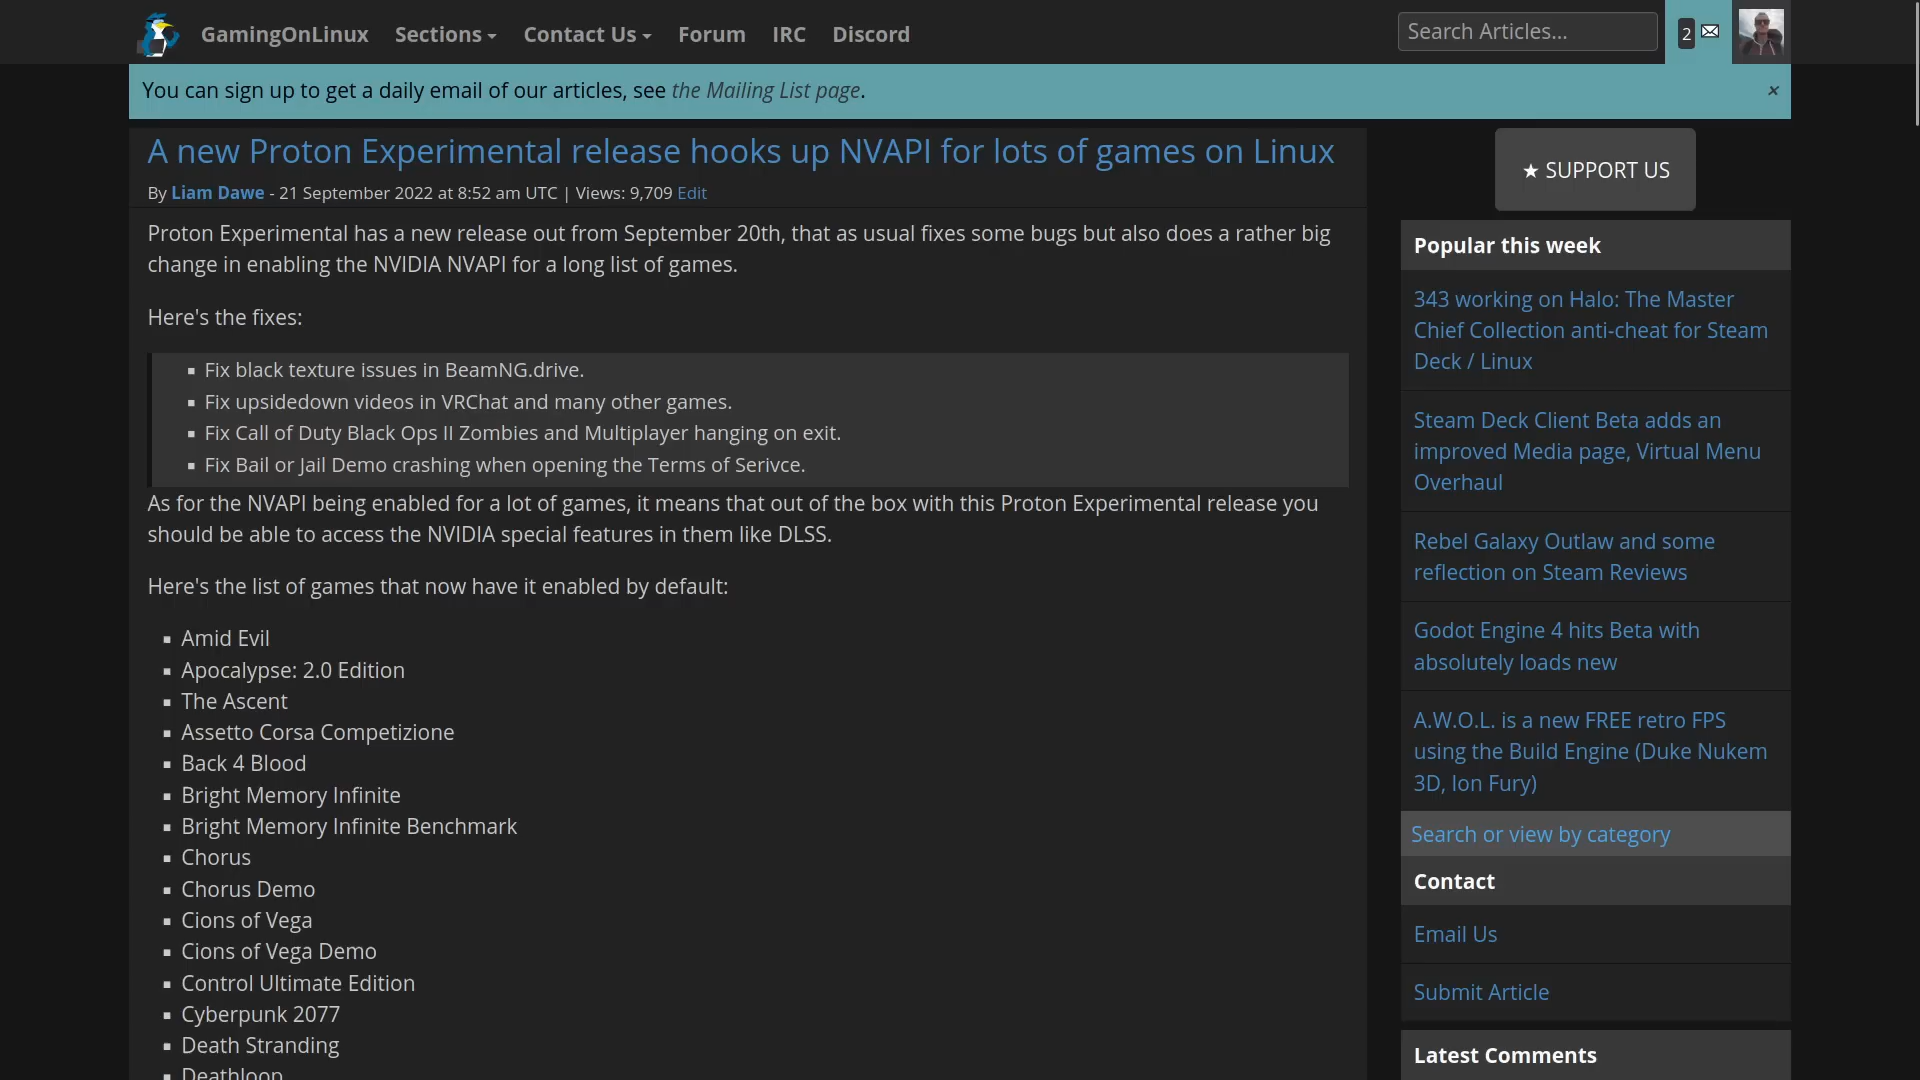 GamingOnLinux Sections Contact Us Forum IRC Discord Search Articles... 2
You can sign up to get a daily email of our articles, see the Mailing List page. ×
A new Proton Experimental release hooks up NVAPI for lots of games on Linux
By Liam Dawe - 21 September 2022 at 8:52 am UTC | Views: 9,709 Edit
Proton Experimental has a new release out from September 20th, that as usual fixes some bugs but also does a rather big
change in enabling the NVIDIA NVAPI for a long list of games.
Here's the fixes:
▪ Fix black texture issues in BeamNG.drive.
▪ Fix upsidedown videos in VRChat and many other games.
▪ Fix Call of Duty Black Ops II Zombies and Multiplayer hanging on exit.
▪ Fix Bail or Jail Demo crashing when opening the Terms of Serivce.
As for the NVAPI being enabled for a lot of games, it means that out of the box with this Proton Experimental release you
should be able to access the NVIDIA special features in them like DLSS.
Here's the list of games that now have it enabled by default:
▪ Amid Evil
▪ Apocalypse: 2.0 Edition
▪ The Ascent
▪ Assetto Corsa Competizione
▪ Back 4 Blood
▪ Bright Memory Infinite
▪ Bright Memory Infinite Benchmark
▪ Chorus
▪ Chorus Demo
▪ Cions of Vega
▪ Cions of Vega Demo
▪ Control Ultimate Edition
▪ Cyberpunk 2077
▪ Death Stranding
▪ Deathloop
★ SUPPORT US
Popular this week
343 working on Halo: The Master
Chief Collection anti-cheat for Steam
Deck / Linux
Steam Deck Client Beta adds an
improved Media page, Virtual Menu
Overhaul
Rebel Galaxy Outlaw and some
reflection on Steam Reviews
Godot Engine 4 hits Beta with
absolutely loads new
A.W.O.L. is a new FREE retro FPS
using the Build Engine (Duke Nukem
3D, Ion Fury)
Search or view by category
Contact
Email Us
Submit Article
Latest Comments